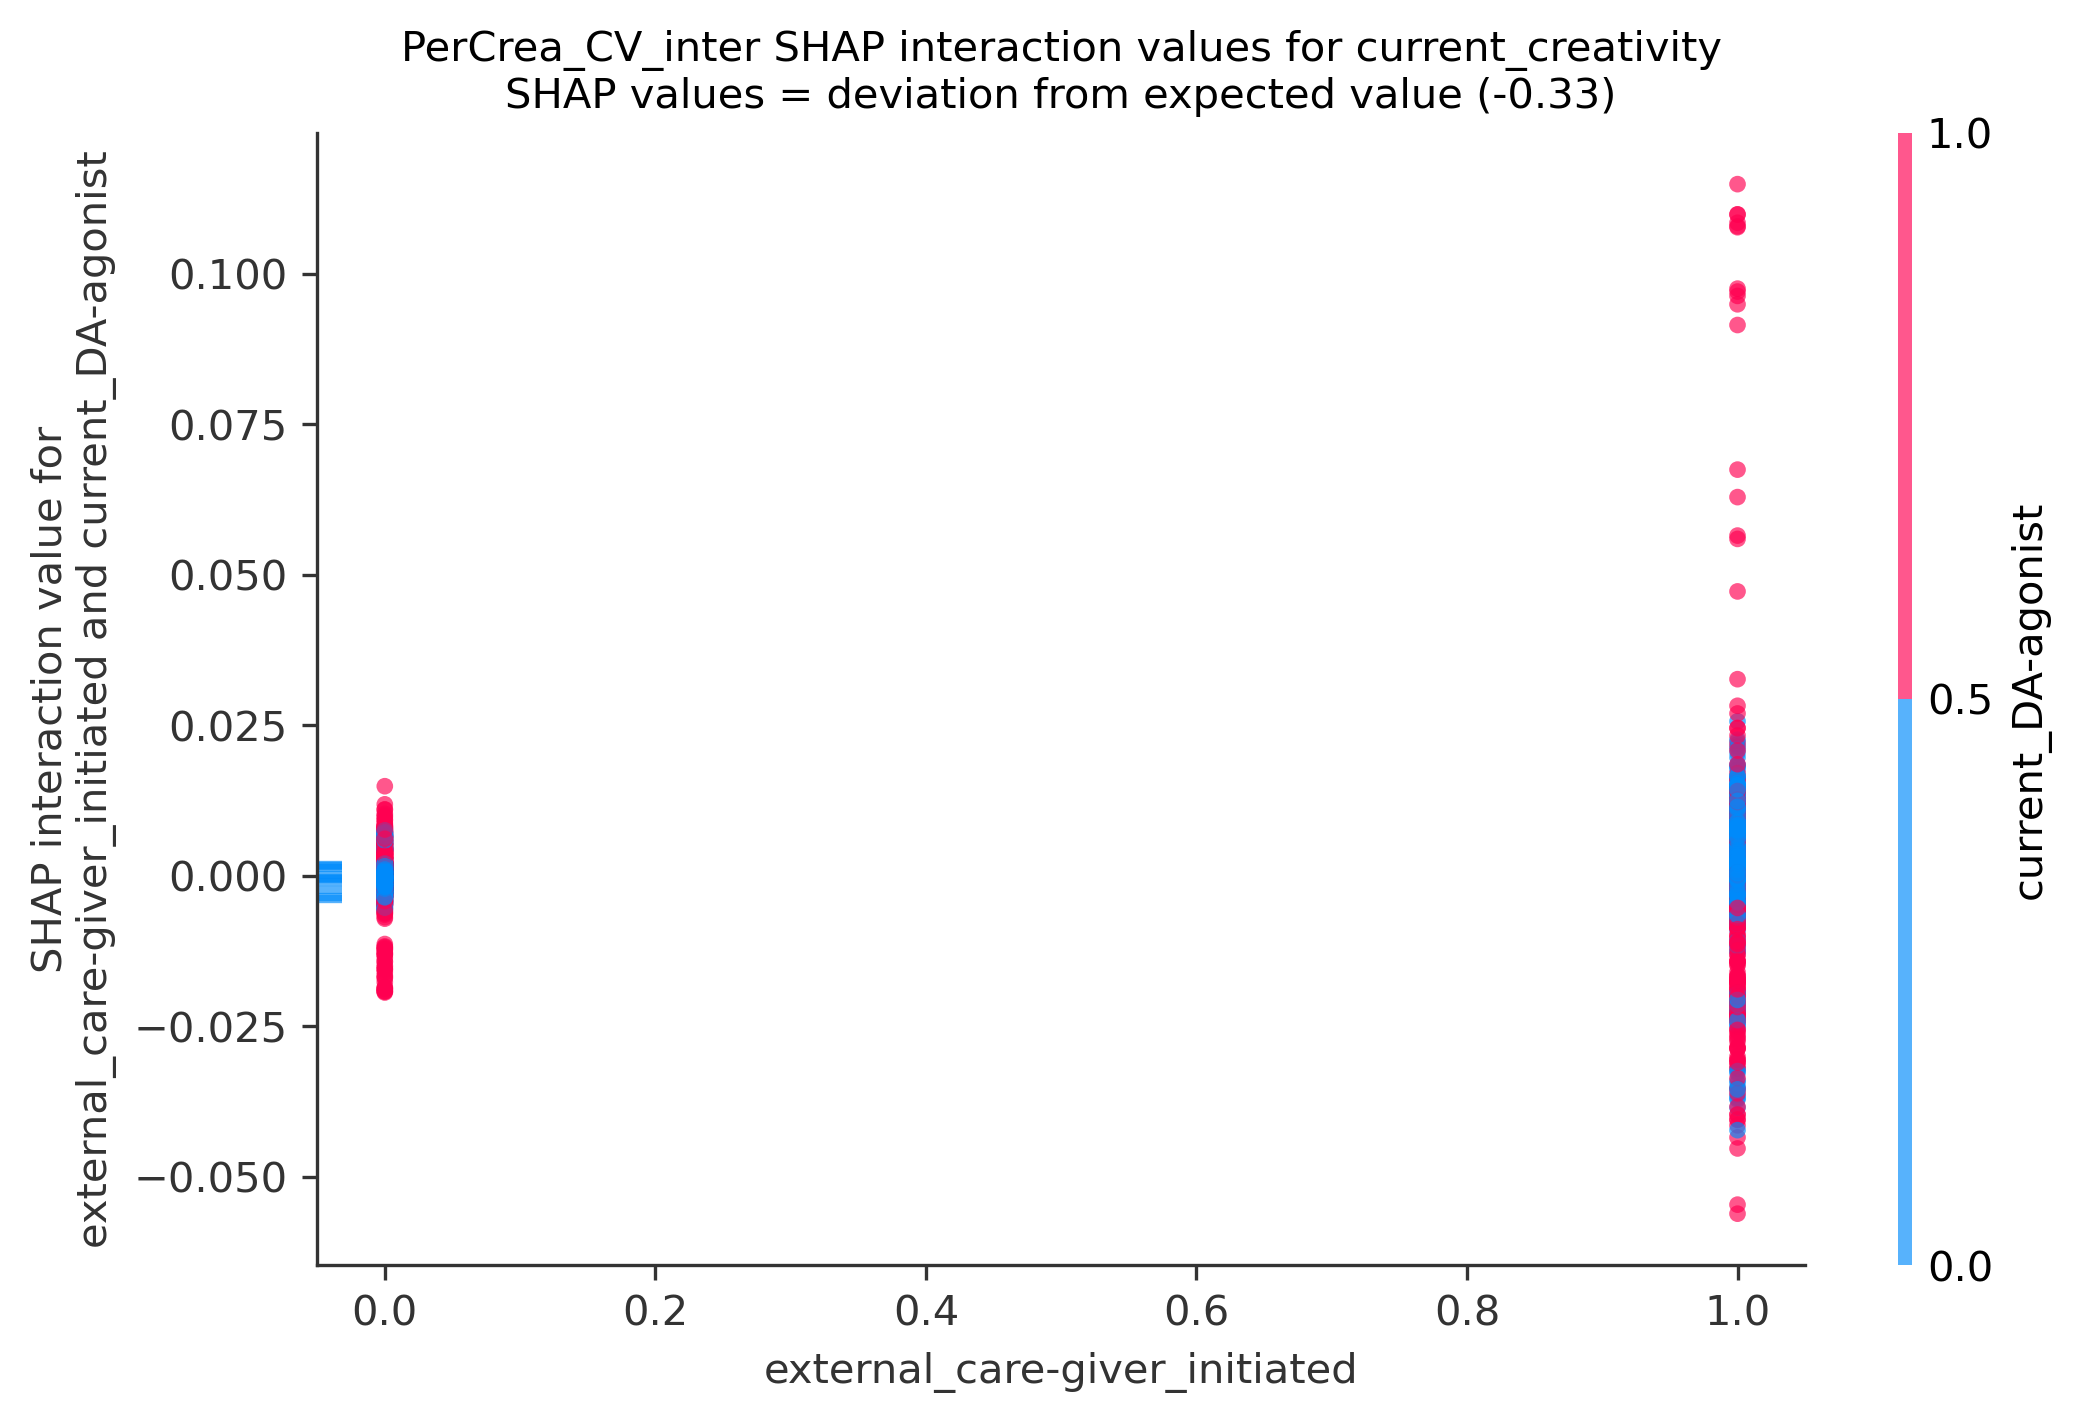 PerCrea_CV_inter SHAP interaction values for current_creativity
SHAP values = deviation from expected value (-0.33)
SHAP interaction value for
external_care-giver_initiated and current_DA-agonist
0.100
0.075
0.050
0.025
0.000
−0.025
−0.050
0.0
0.2
0.4
0.6
0.8
1.0
external_care-giver_initiated
1.0
0.5
0.0
current_DA-agonist